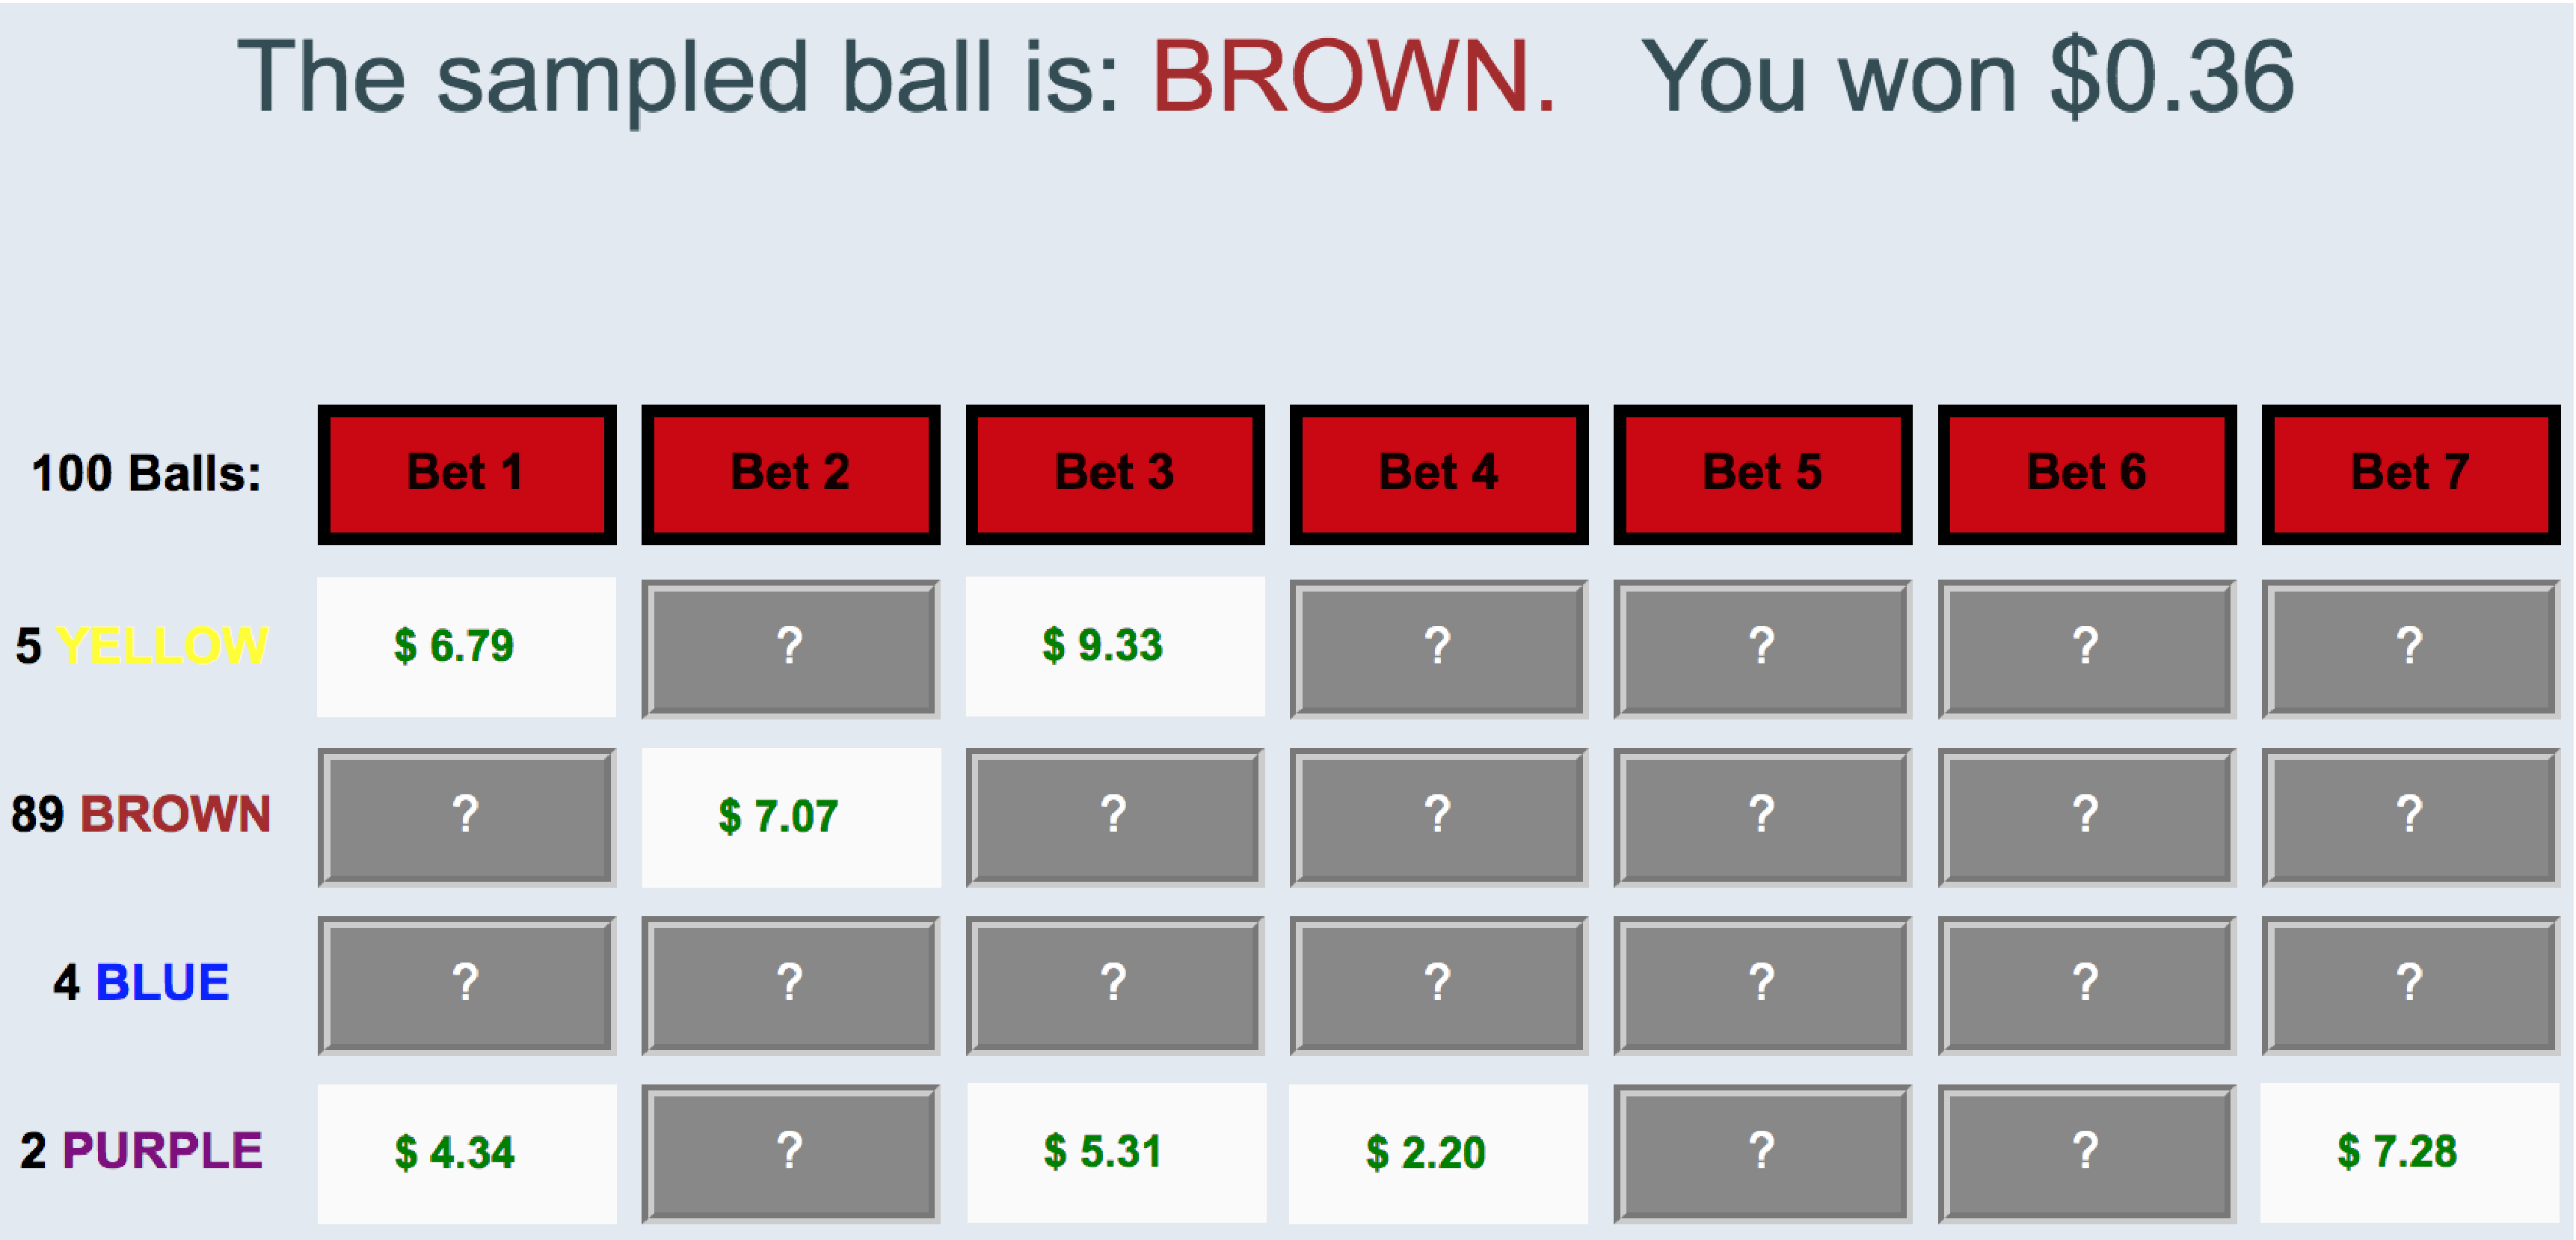 The sampled ball is: BROWN. You won $0.36
100 Balls: Bet 1 Bet 2 Bet 3 Bet 4 Bet 5 Bet 6 Bet 7
5 YELLOW $ 6.79 ? $ 9.33 ? ? ? ?
89 BROWN ? $ 7.07 ? ? ? ? ?
4 BLUE ? ? ? ? ? ? ?
2 PURPLE $ 4.34 ? $ 5.31 $ 2.20 ? ? $ 7.28